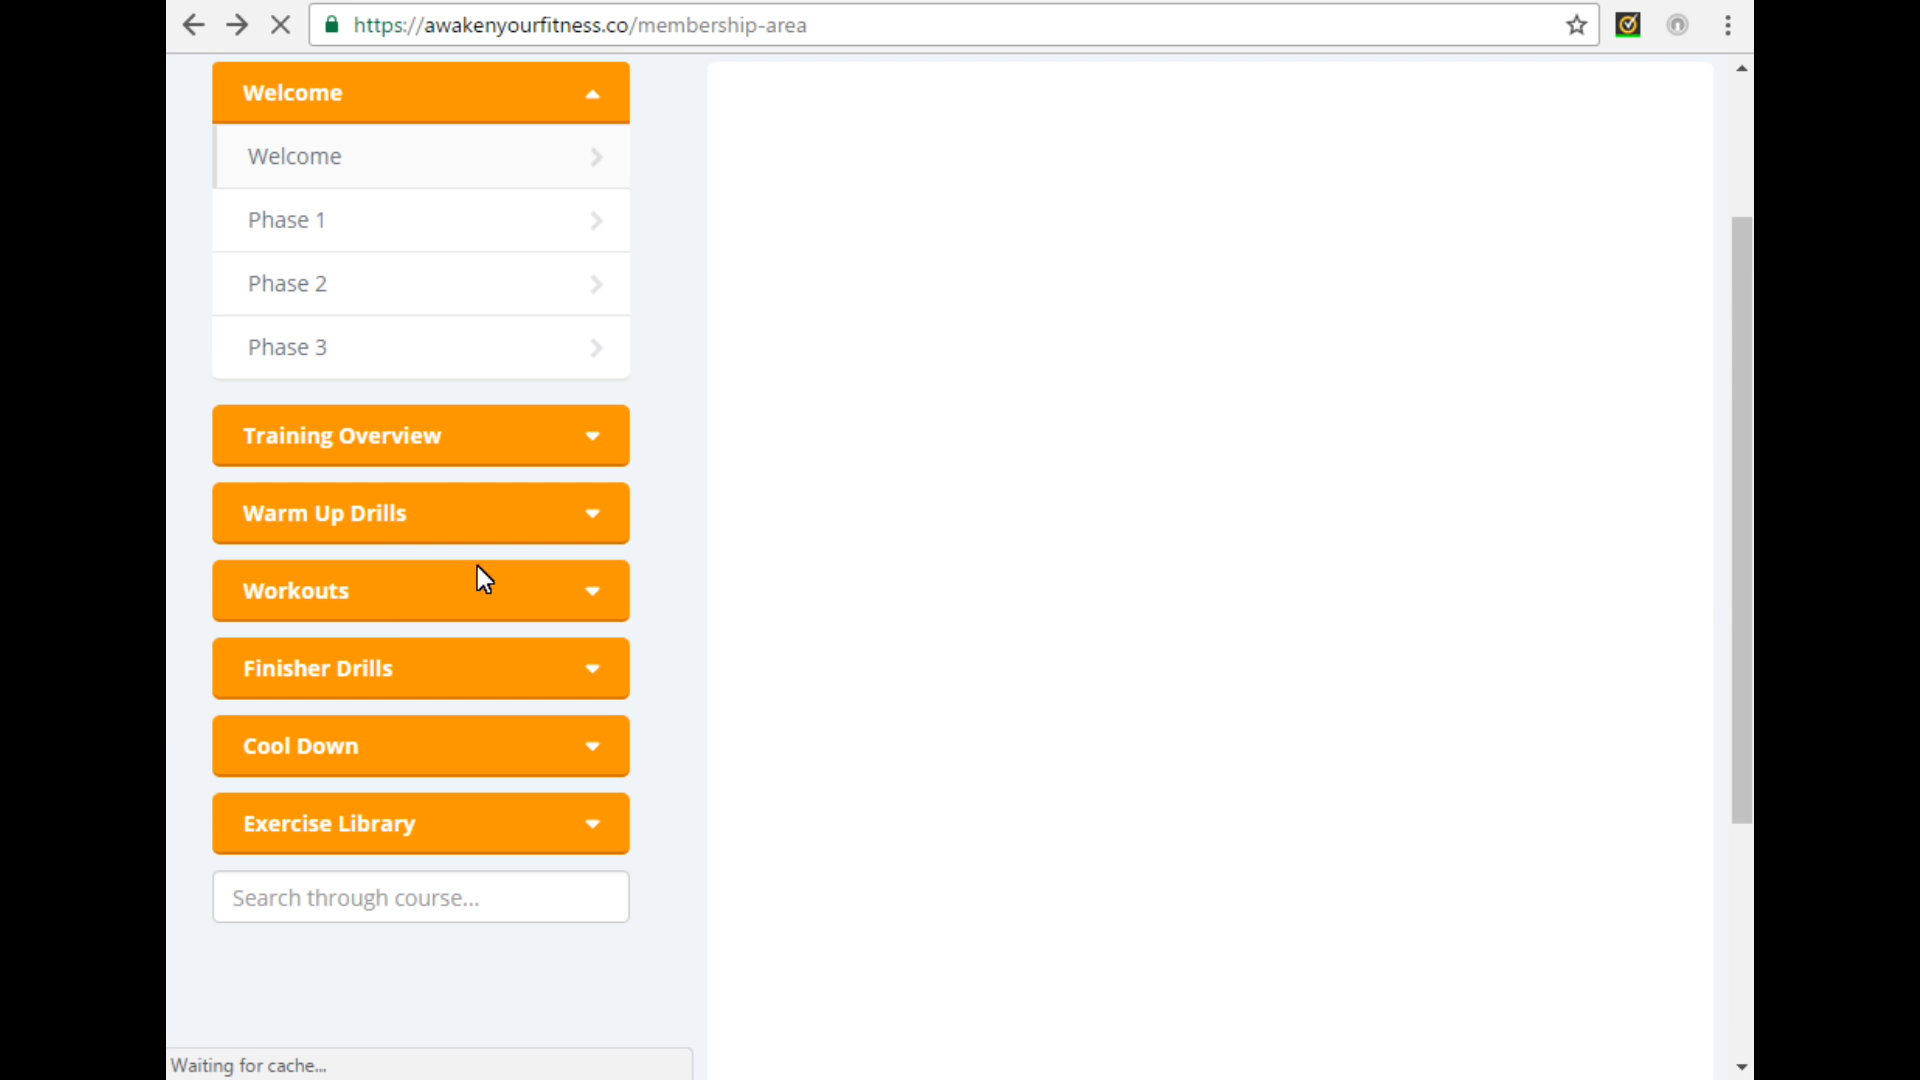 https://awakenyourfitness.co/membership-area
Welcome
Welcome
Phase 1
Phase 2
Phase 3
Training Overview
Warm Up Drills
Workouts
Finisher Drills
Cool Down
Exercise Library
Search through course...
Waiting for cache...